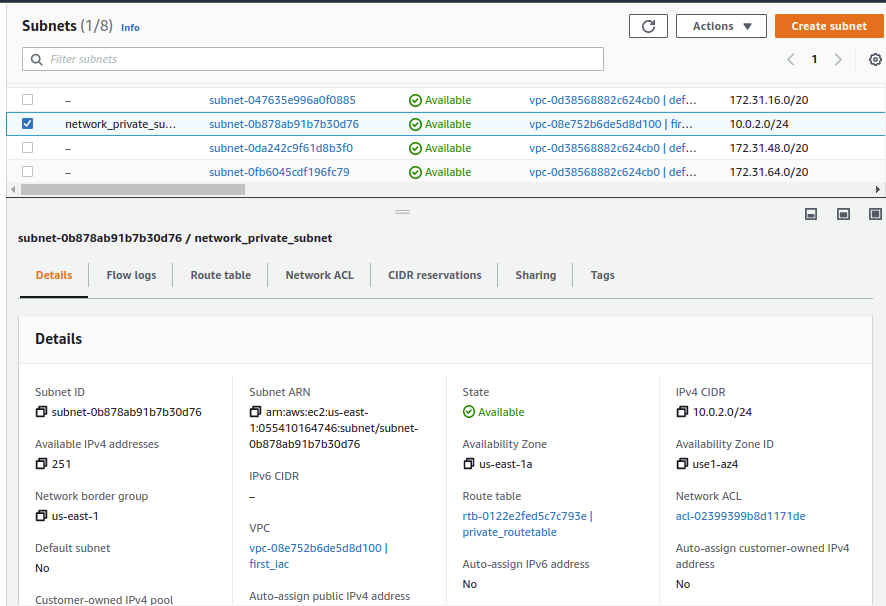 Subnets (1/8) Info
Actions ▼
Create subnet
Filter subnets
1
– subnet-047635e996a0f0885 Available vpc-0d38568882c624cb0 | def... 172.31.16.0/20
network_private_su... subnet-0b878ab91b7b30d76 Available vpc-08e752b6de5d8d100 | fir... 10.0.2.0/24
– subnet-0da242c9f61d8b3f0 Available vpc-0d38568882c624cb0 | def... 172.31.48.0/20
– subnet-0fb6045cdf196fc79 Available vpc-0d38568882c624cb0 | def... 172.31.64.0/20
subnet-0b878ab91b7b30d76 / network_private_subnet
Details Flow logs Route table Network ACL CIDR reservations Sharing Tags
Details
Subnet ID
subnet-0b878ab91b7b30d76
Available IPv4 addresses
251
Network border group
us-east-1
Default subnet
No
Customer-owned IPv4 pool
Subnet ARN
arn:aws:ec2:us-east-
1:055410164746:subnet/subnet-
0b878ab91b7b30d76
IPv6 CIDR
–
VPC
vpc-08e752b6de5d8d100 |
first_iac
Auto-assign public IPv4 address
State
Available
Availability Zone
us-east-1a
Route table
rtb-0122e2fed5c7c793e |
private_routetable
Auto-assign IPv6 address
No
IPv4 CIDR
10.0.2.0/24
Availability Zone ID
use1-az4
Network ACL
acl-02399399b8d1171de
Auto-assign customer-owned IPv4
address
No